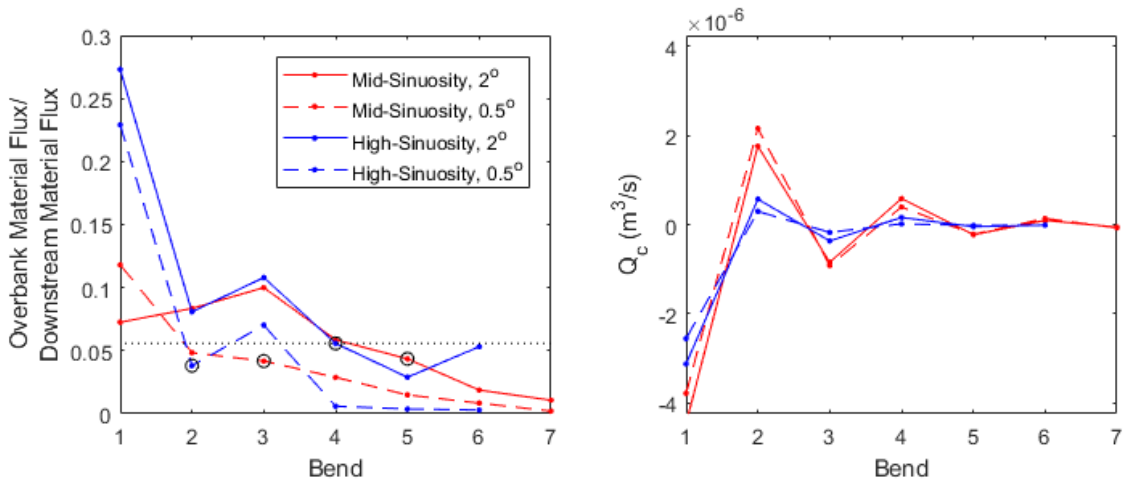 0.3
0.25
0.2
0.15
0.1
0.05
0
Overbank Material Flux/
Downstream Material Flux
Mid-Sinuosity, 2°
Mid-Sinuosity, 0.5°
High-Sinuosity, 2°
High-Sinuosity, 0.5°
1 2 3 4 5 6 7
Bend
×10⁻⁶
4
2
0
-2
-4
Q_c (m³/s)
1 2 3 4 5 6 7
Bend